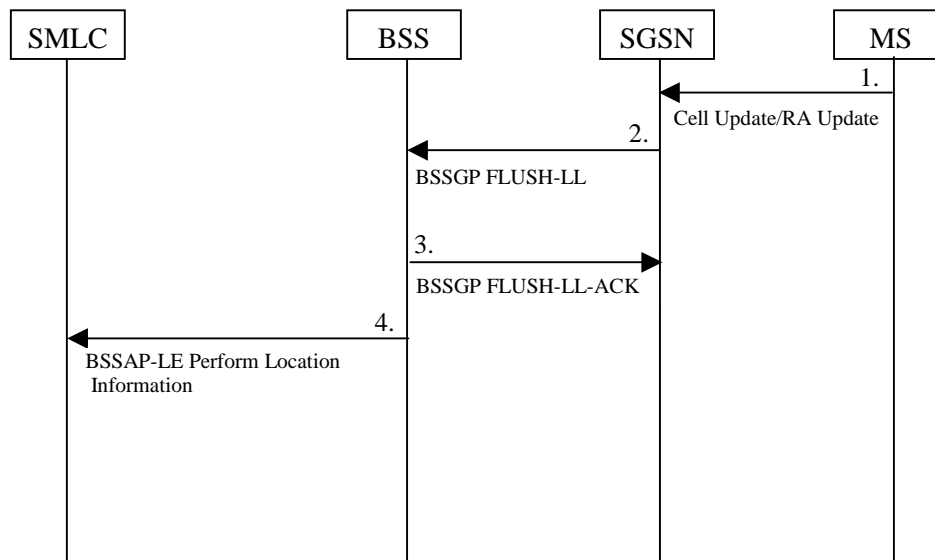 SMLC BSS SGSN MS
1.
Cell Update/RA Update
2.
BSSGP FLUSH-LL
3.
BSSGP FLUSH-LL-ACK
4.
BSSAP-LE Perform Location
Information